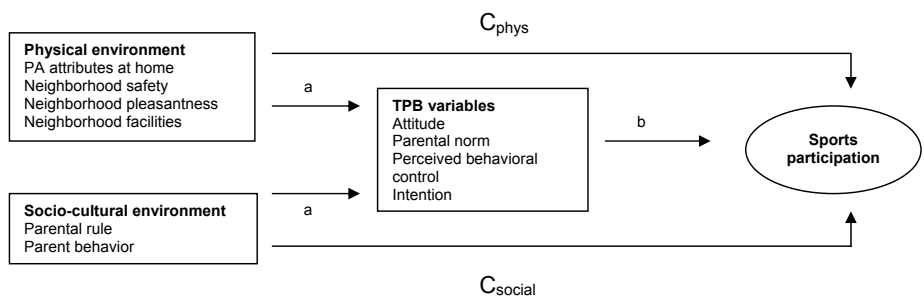 C_phys
Physical environment
PA attributes at home
Neighborhood safety
Neighborhood pleasantness
Neighborhood facilities
a
TPB variables
Attitude
Parental norm
Perceived behavioral
control
Intention
b
Sports
participation
Socio-cultural environment
Parental rule
Parent behavior
a
C_social